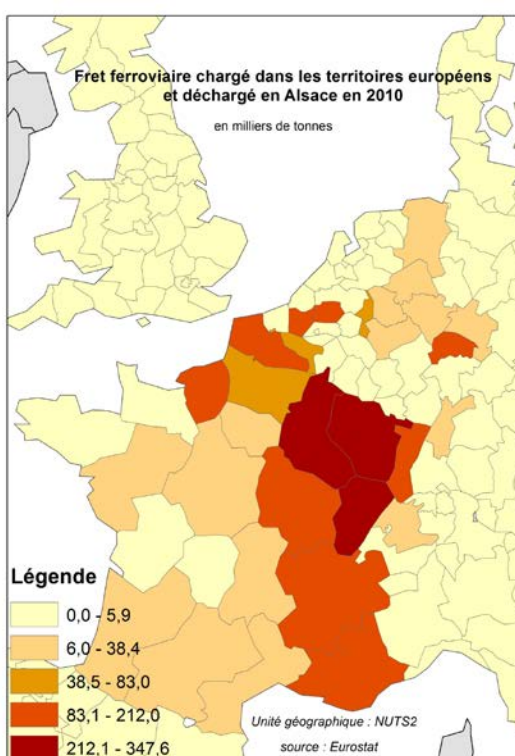 Fret ferroviaire chargé dans les territoires européens
et déchargé en Alsace en 2010
en milliers de tonnes
Légende
0,0 - 5,9
6,0 - 38,4
38,5 - 83,0
83,1 - 212,0
212,1 - 347,6
Unité géographique : NUTS2
source : Eurostat